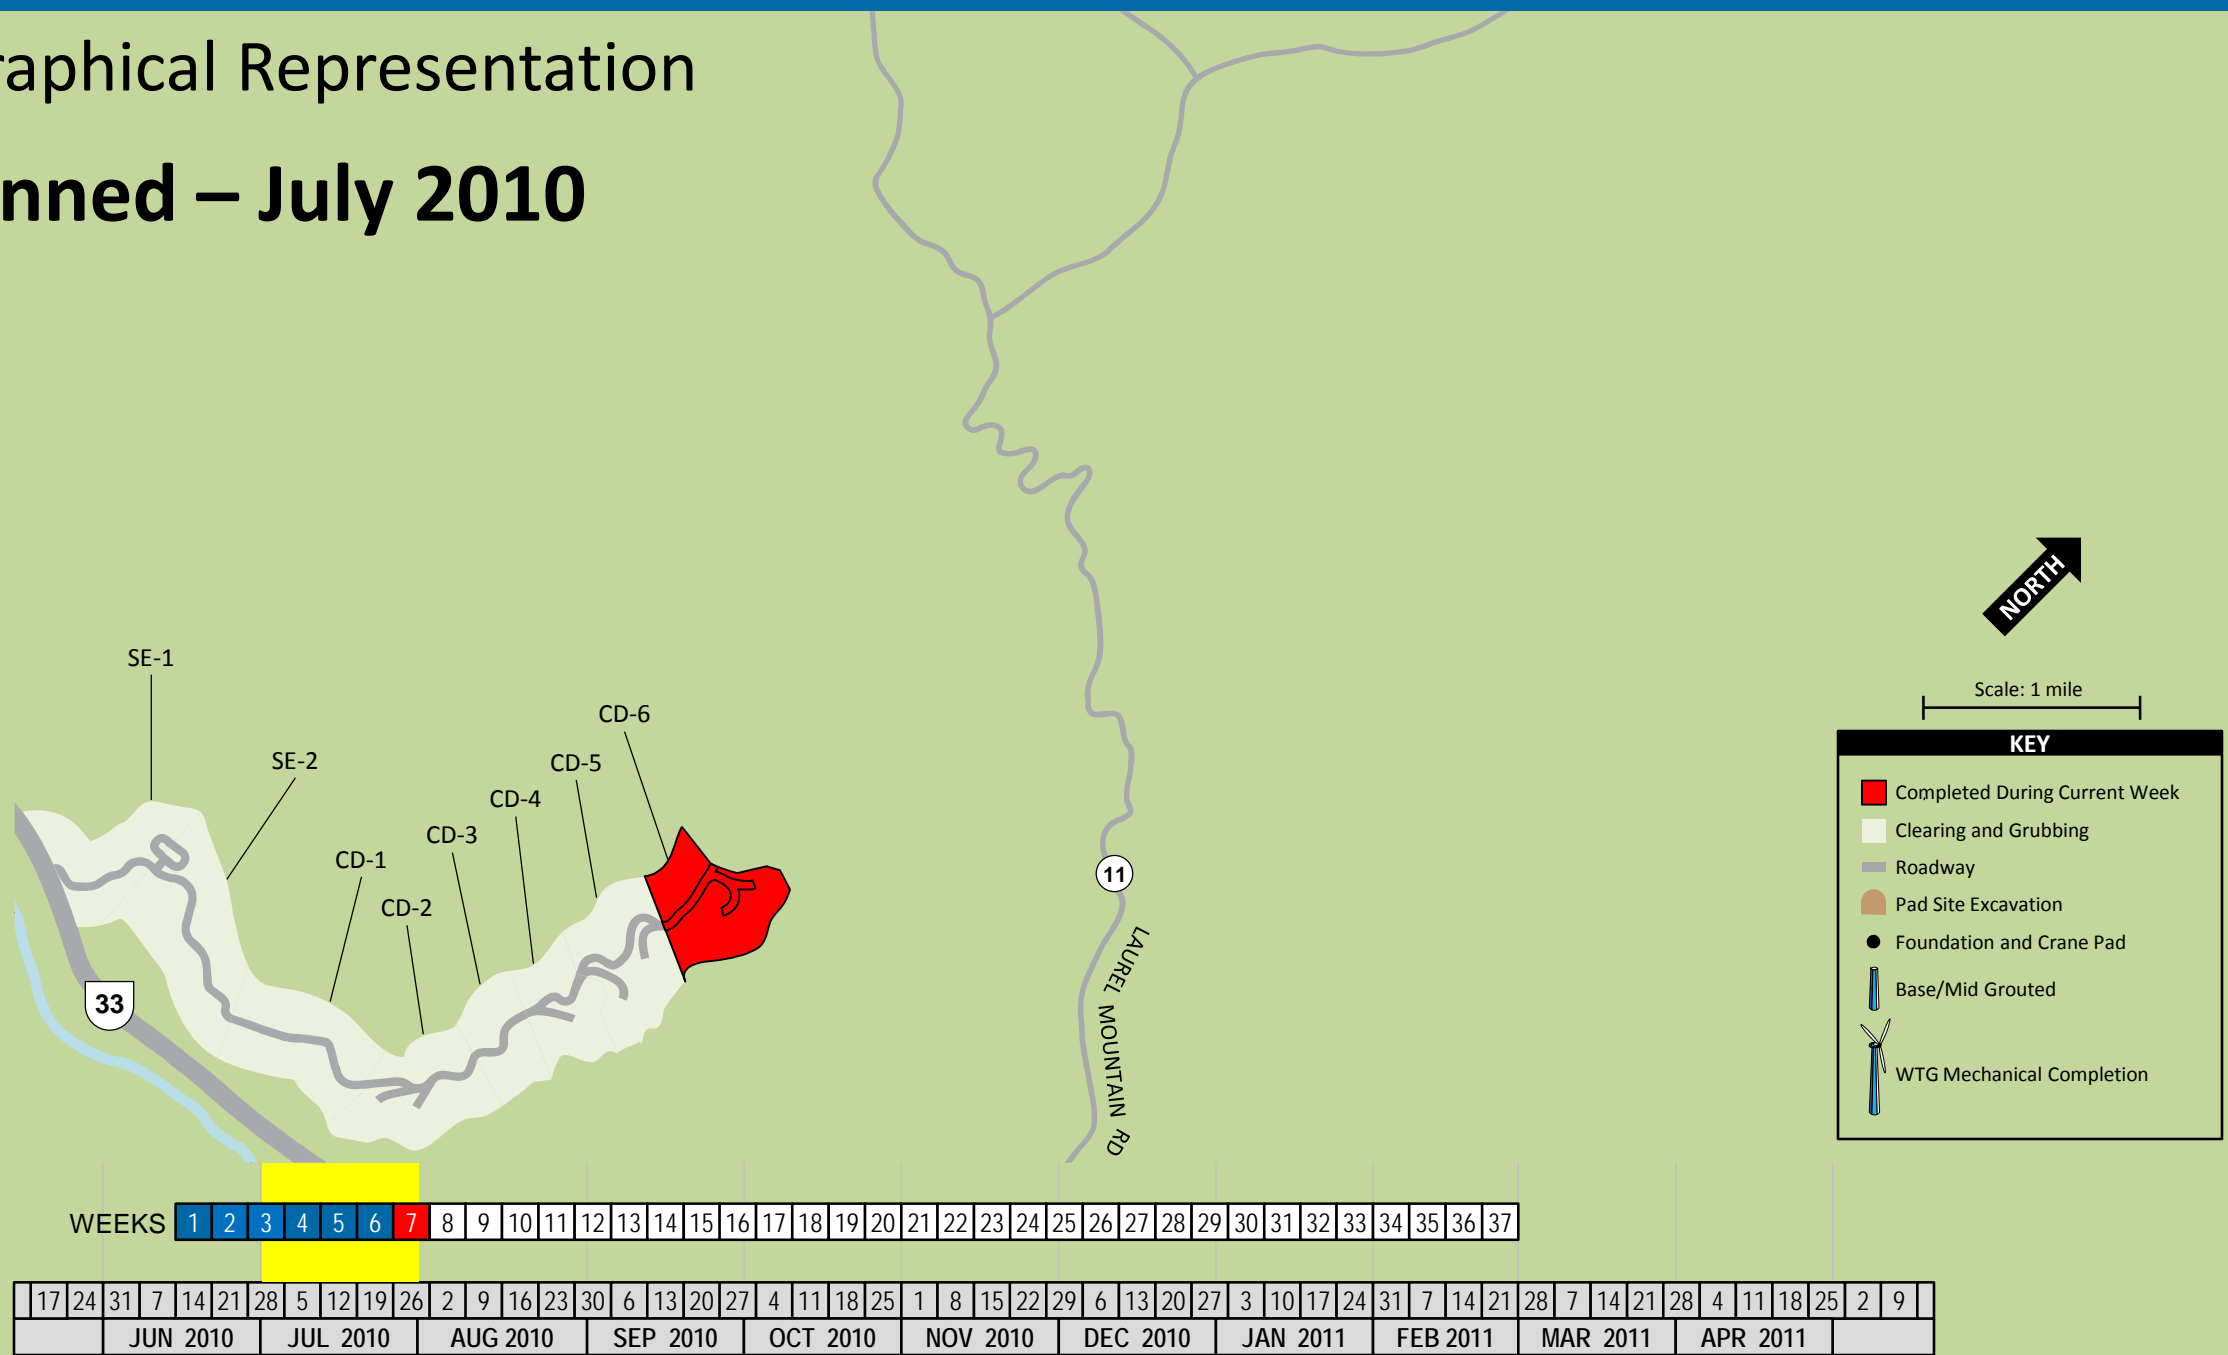 raphical Representation
nned – July 2010
NORTH
Scale: 1 mile
SE-1
CD-6
SE-2
CD-5
CD-4
CD-3
CD-1
CD-2
KEY
Completed During Current Week
Clearing and Grubbing
Roadway
Pad Site Excavation
Foundation and Crane Pad
Base/Mid Grouted
WTG Mechanical Completion
11
LAUREL MOUNTAIN RD
33
WEEKS 1 2 3 4 5 6 7 8 9 10 11 12 13 14 15 16 17 18 19 20 21 22 23 24 25 26 27 28 29 30 31 32 33 34 35 36 37
17 24 31 7 14 21 28 5 12 19 26 2 9 16 23 30 6 13 20 27 4 11 18 25 1 8 15 22 29 6 13 20 27 3 10 17 24 31 7 14 21 28 7 14 21 28 4 11 18 25 2 9
JUN 2010 JUL 2010 AUG 2010 SEP 2010 OCT 2010 NOV 2010 DEC 2010 JAN 2011 FEB 2011 MAR 2011 APR 2011